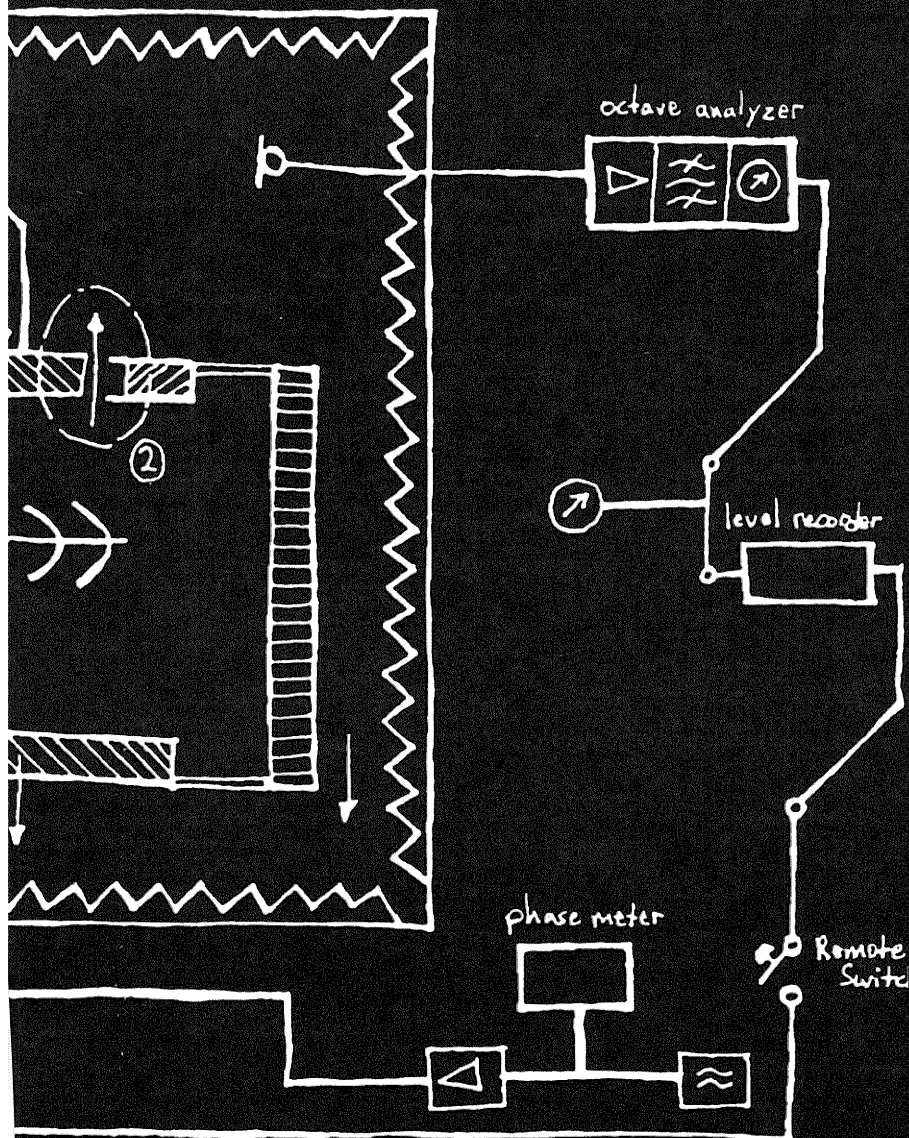 octave analyzer
②
level recorder
phase meter
Remote
Switc